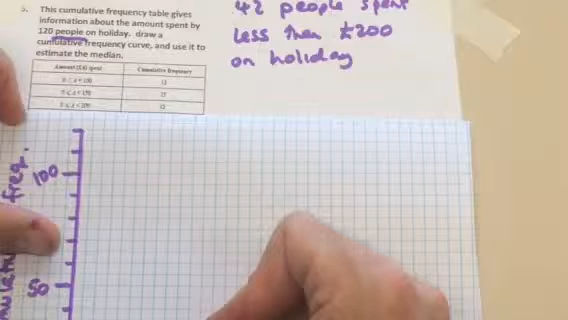 5. This cumulative frequency table gives
information about the amount spent by
120 people on holiday. draw a
cumulative frequency curve, and use it to
estimate the median.
Amount (£A) spent Cumulative frequency
42 people spent
less than £200
on holiday
freq.
100
50